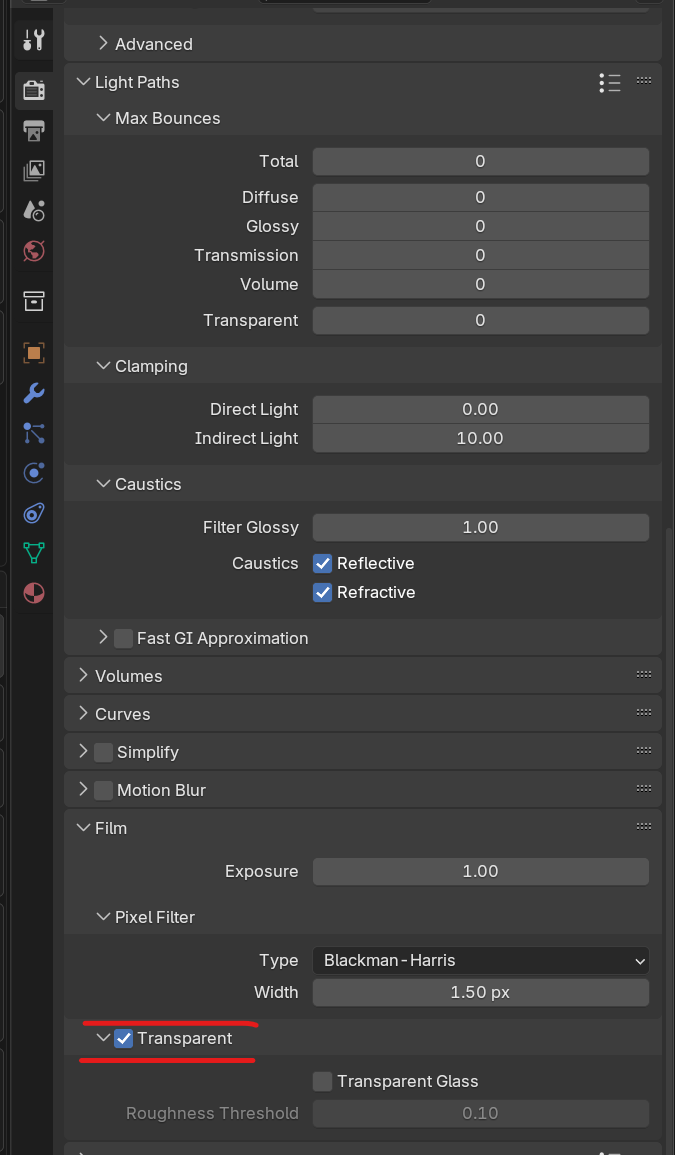 Advanced
Light Paths
Max Bounces
Total 0
Diffuse 0
Glossy 0
Transmission 0
Volume 0
Transparent 0
Clamping
Direct Light 0.00
Indirect Light 10.00
Caustics
Filter Glossy 1.00
Caustics Reflective
Refractive
Fast GI Approximation
Volumes
Curves
Simplify
Motion Blur
Film
Exposure 1.00
Pixel Filter
Type Blackman-Harris
Width 1.50 px
Transparent
Transparent Glass
Roughness Threshold 0.10